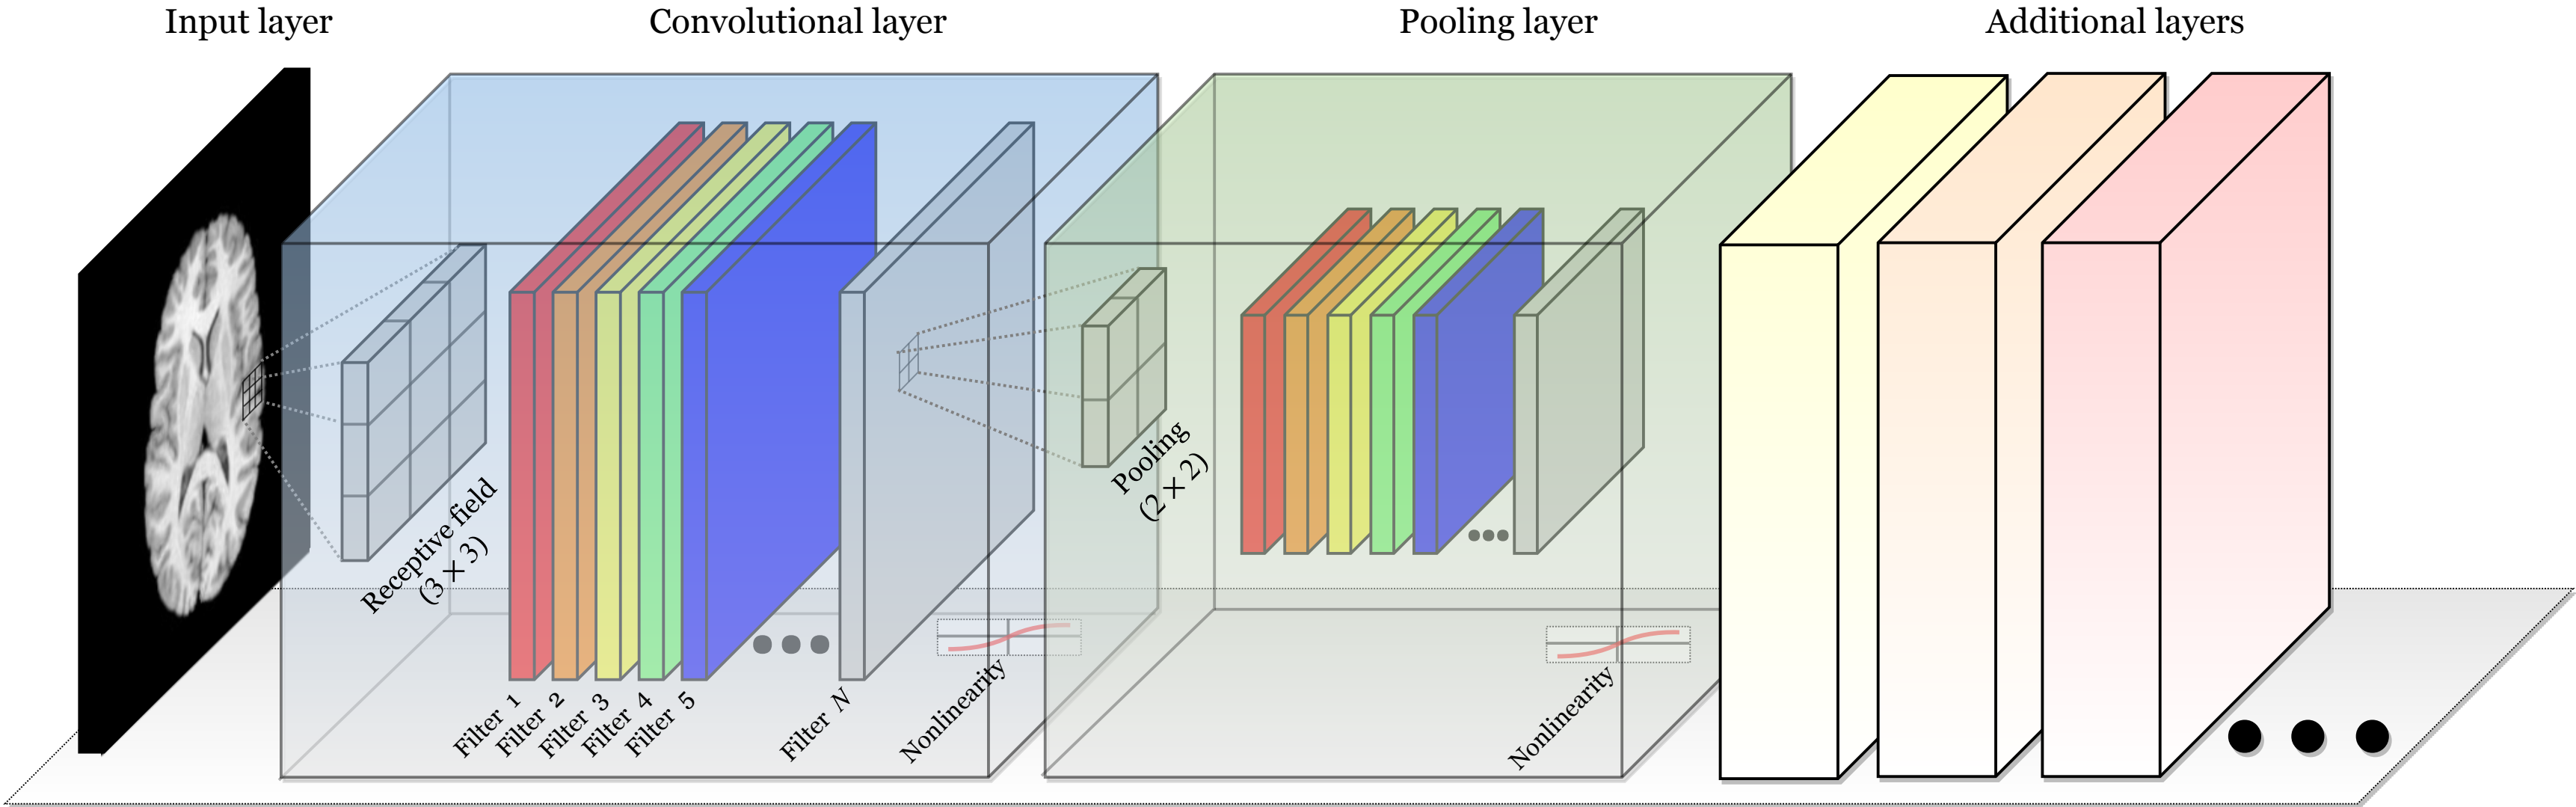 Input layer
Convolutional layer
Pooling layer
Additional layers
Receptive field
(3 × 3)
Filter 1
Filter 2
Filter 3
Filter 4
Filter 5
Filter N
Nonlinearity
Pooling
(2 × 2)
Nonlinearity